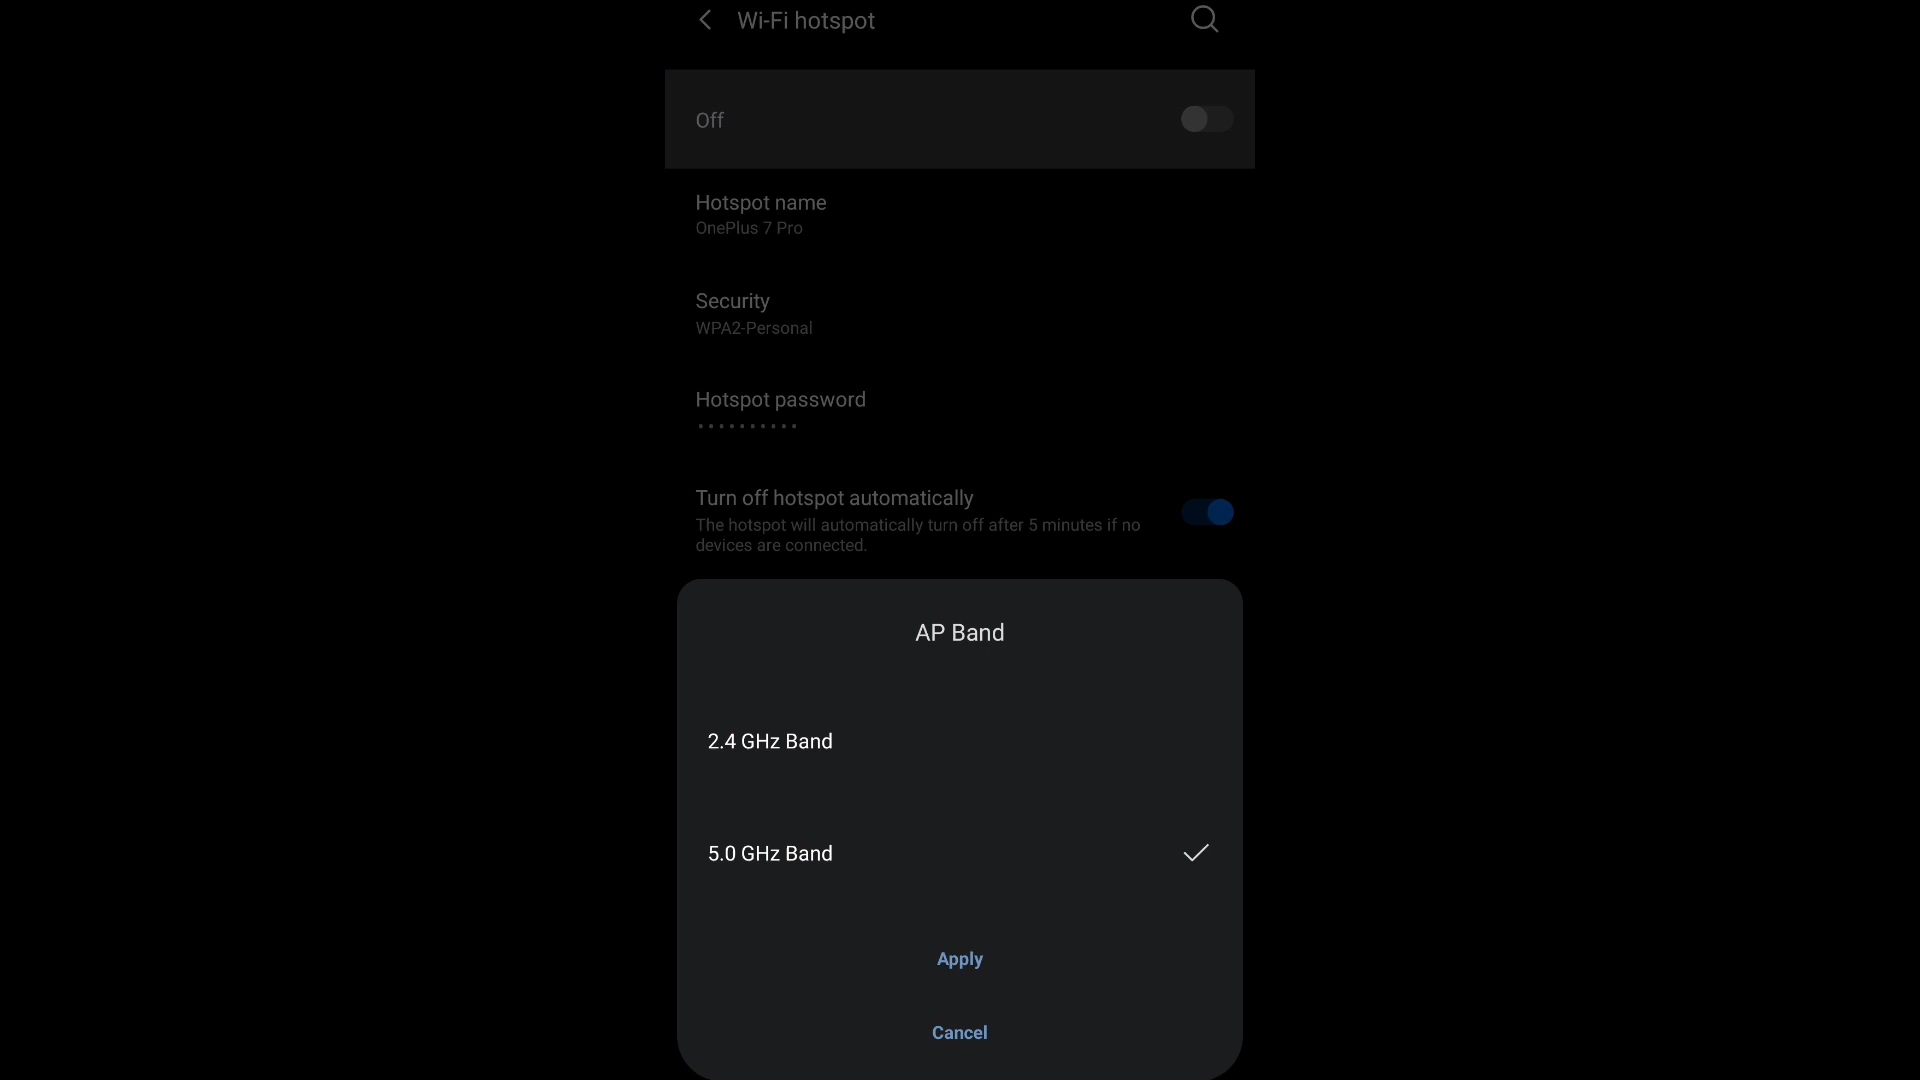 Wi-Fi hotspot
Off
Hotspot name
OnePlus 7 Pro
Security
WPA2-Personal
Hotspot password
••••••••••
Turn off hotspot automatically
The hotspot will automatically turn off after 5 minutes if no
devices are connected.
AP Band
2.4 GHz Band
5.0 GHz Band
Apply
Cancel